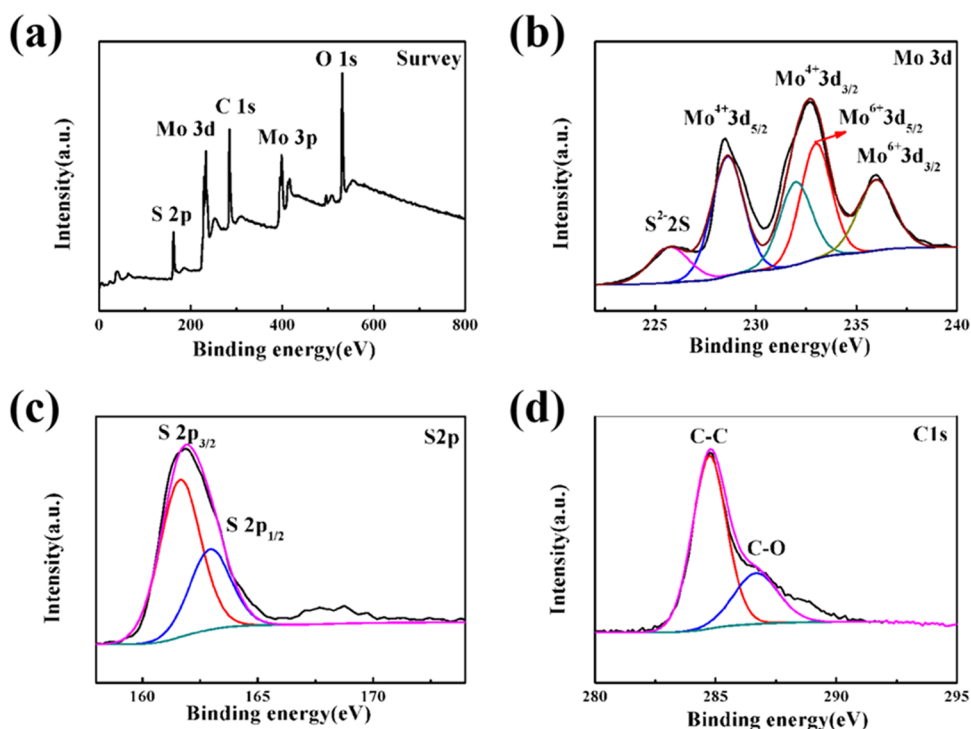 (a)
Survey
O 1s
C 1s
Mo 3d
Mo 3p
S 2p
Intensity(a.u.)
0 200 400 600 800
Binding energy(eV)
(b)
Mo 3d
Mo⁴⁺3d₃/₂
Mo⁴⁺3d₅/₂
Mo⁶⁺3d₅/₂
Mo⁶⁺3d₃/₂
S²⁻2S
Intensity(a.u.)
225 230 235 240
Binding energy(eV)
(c)
S2p
S 2p₃/₂
S 2p₁/₂
Intensity(a.u.)
160 165 170
Binding energy(eV)
(d)
C1s
C-C
C-O
Intensity(a.u.)
280 285 290 295
Binding energy(eV)